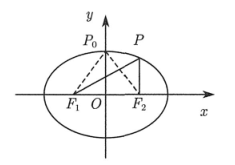 y
P₀ P
F₁ O F₂
x